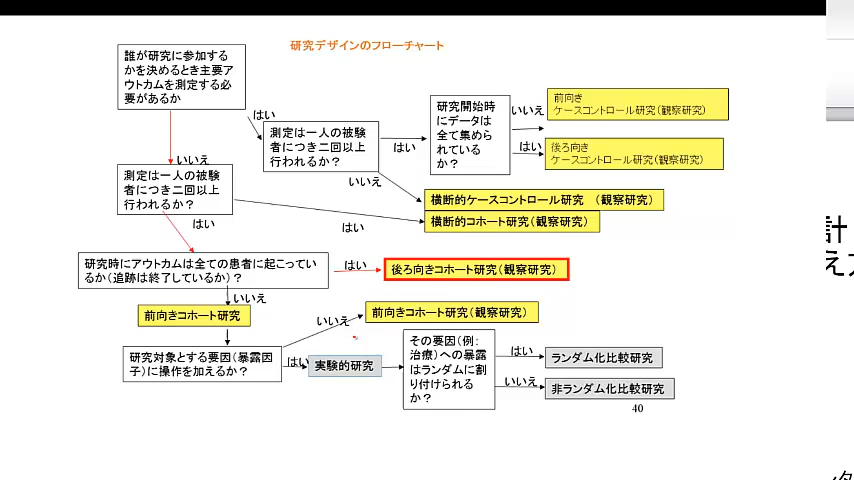 研究デザインのフローチャート
誰が研究に参加する
かを決めるとき主要ア
ウトカムを測定する必
要があるか
はい
いいえ
測定は一人の被験
者につき二回以上
行われるか?
はい
いいえ
研究開始時
にデータは
全て集めら
れている
か?
いいえ
はい
前向き
ケースコントロール研究(観察研究)
後ろ向き
ケースコントロール研究(観察研究)
横断的ケースコントロール研究 (観察研究)
横断的コホート研究(観察研究)
測定は一人の被験
者につき二回以上
行われるか?
はい
はい
研究時にアウトカムは全ての患者に起こってい
るか(追跡は終了しているか)?
はい
後ろ向きコホート研究(観察研究)
いいえ
前向きコホート研究
いいえ
前向きコホート研究(観察研究)
研究対象とする要因(暴露因
子)に操作を加えるか?
はい
実験的研究
その要因(例:
治療)への暴露
はランダムに割
り付けられる
か?
はい
いいえ
ランダム化比較研究
非ランダム化比較研究
40
計
え